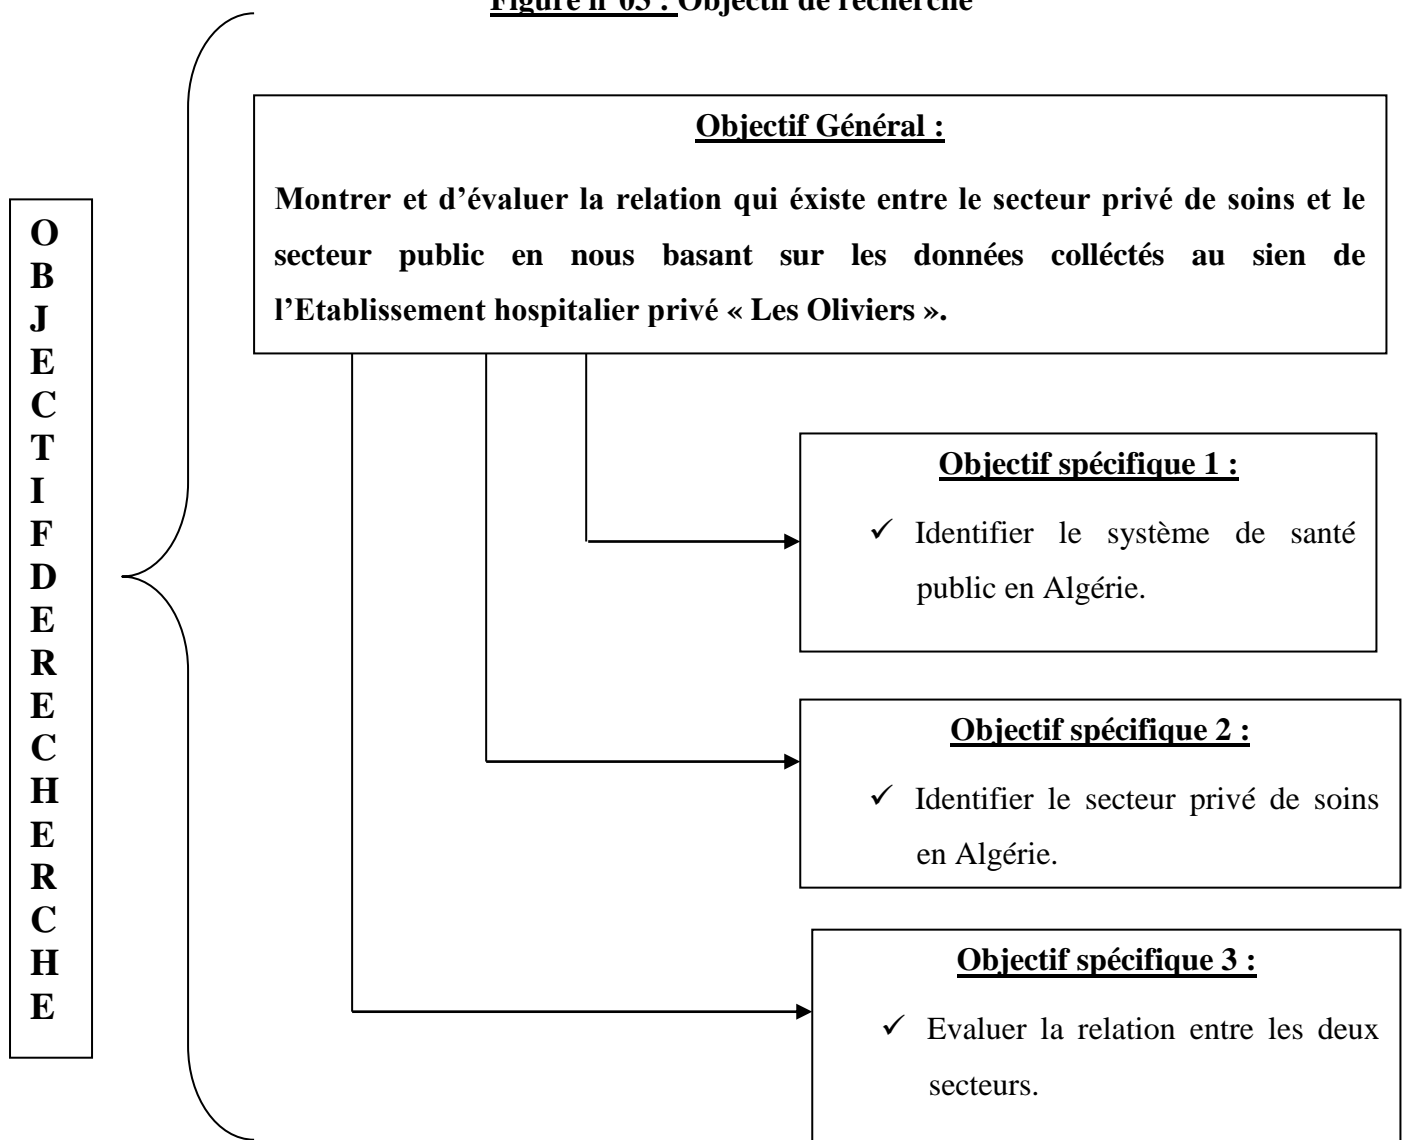 Figure n°03 : Objectif de recherche
Objectif Général :
Montrer et d’évaluer la relation qui éxiste entre le secteur privé de soins et le
secteur public en nous basant sur les données colléctés au sien de
l’Etablissement hospitalier privé « Les Oliviers ».
O
B
J
E
C
T
I
F
D
E
R
E
C
H
E
R
C
H
E
Objectif spécifique 1 :
✓ Identifier le système de santé
public en Algérie.
Objectif spécifique 2 :
✓ Identifier le secteur privé de soins
en Algérie.
Objectif spécifique 3 :
✓ Evaluer la relation entre les deux
secteurs.